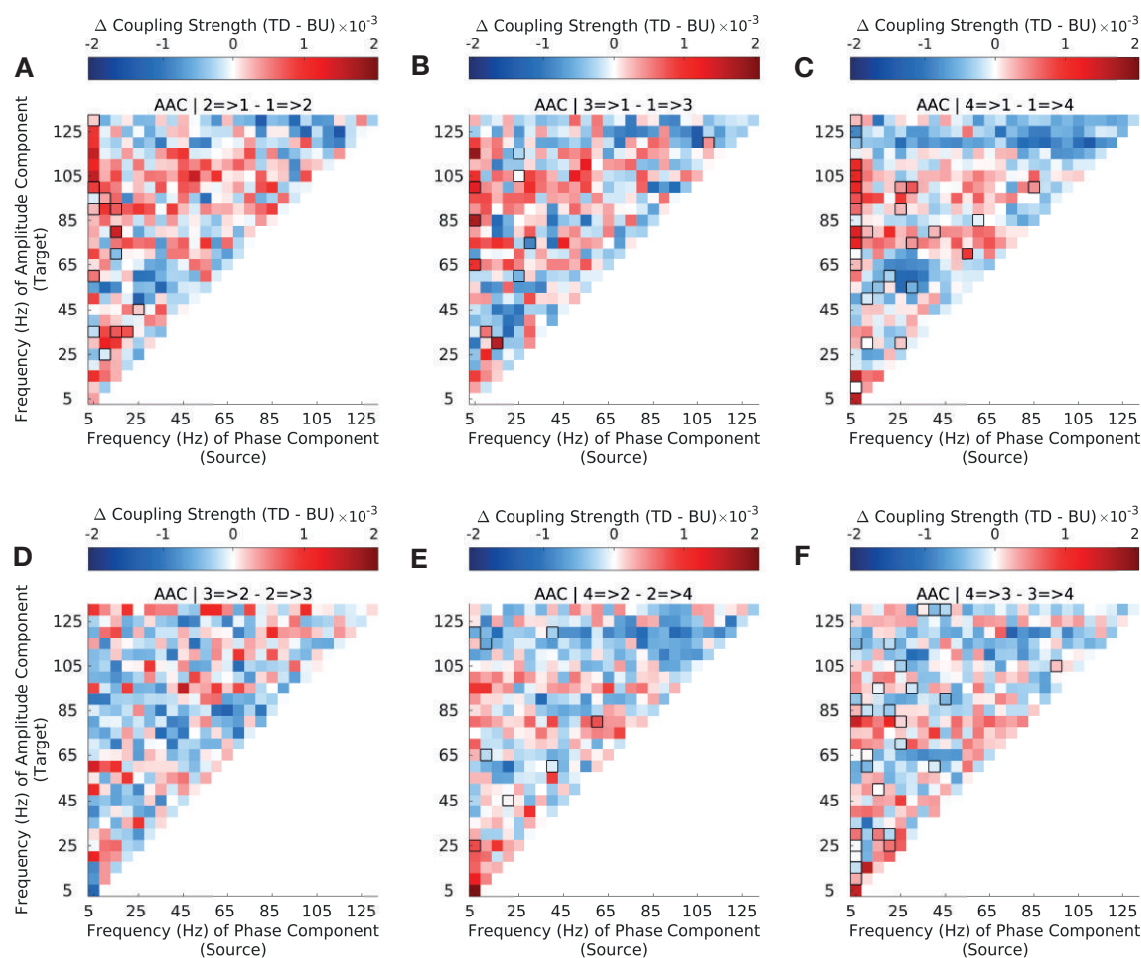 Δ Coupling Strength (TD - BU) ×10⁻³
-2 -1 0 1 2
A
AAC | 2=>1 - 1=>2
Frequency (Hz) of Amplitude Component
(Target)
125
105
85
65
45
25
5
5 25 45 65 85 105 125
Frequency (Hz) of Phase Component
(Source)
Δ Coupling Strength (TD - BU) ×10⁻³
-2 -1 0 1 2
B
AAC | 3=>1 - 1=>3
125
105
85
65
45
25
5
5 25 45 65 85 105 125
Frequency (Hz) of Phase Component
(Source)
Δ Coupling Strength (TD - BU) ×10⁻³
-2 -1 0 1 2
C
AAC | 4=>1 - 1=>4
125
105
85
65
45
25
5
5 25 45 65 85 105 125
Frequency (Hz) of Phase Component
(Source)
Δ Coupling Strength (TD - BU) ×10⁻³
-2 -1 0 1 2
D
AAC | 3=>2 - 2=>3
Frequency (Hz) of Amplitude Component
(Target)
125
105
85
65
45
25
5
5 25 45 65 85 105 125
Frequency (Hz) of Phase Component
(Source)
Δ Coupling Strength (TD - BU) ×10⁻³
-2 -1 0 1 2
E
AAC | 4=>2 - 2=>4
125
105
85
65
45
25
5
5 25 45 65 85 105 125
Frequency (Hz) of Phase Component
(Source)
Δ Coupling Strength (TD - BU) ×10⁻³
-2 -1 0 1 2
F
AAC | 4=>3 - 3=>4
125
105
85
65
45
25
5
5 25 45 65 85 105 125
Frequency (Hz) of Phase Component
(Source)